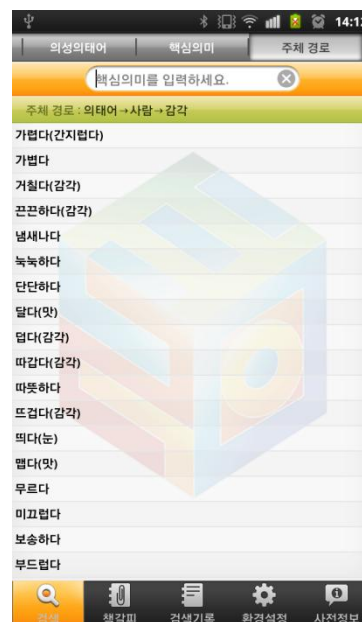 14:12
의성의태어 핵심의미 주체 경로
핵심의미를 입력하세요.
주체 경로 : 의태어→사람→감각
가렵다(간지럽다)
가볍다
거칠다(감각)
끈끈하다(감각)
냄새나다
눅눅하다
단단하다
달다(맛)
덥다(감각)
따갑다(감각)
따뜻하다
뜨겁다(감각)
띄다(눈)
맵다(맛)
무르다
미끄럽다
보송하다
부드럽다
검색 책갈피 검색기록 환경설정 사전정보